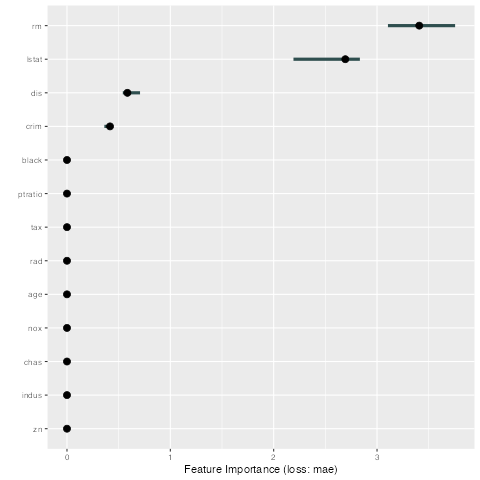 rm
lstat
dis
crim
black
ptratio
tax
rad
age
nox
chas
indus
zn
0 1 2 3
Feature Importance (loss: mae)